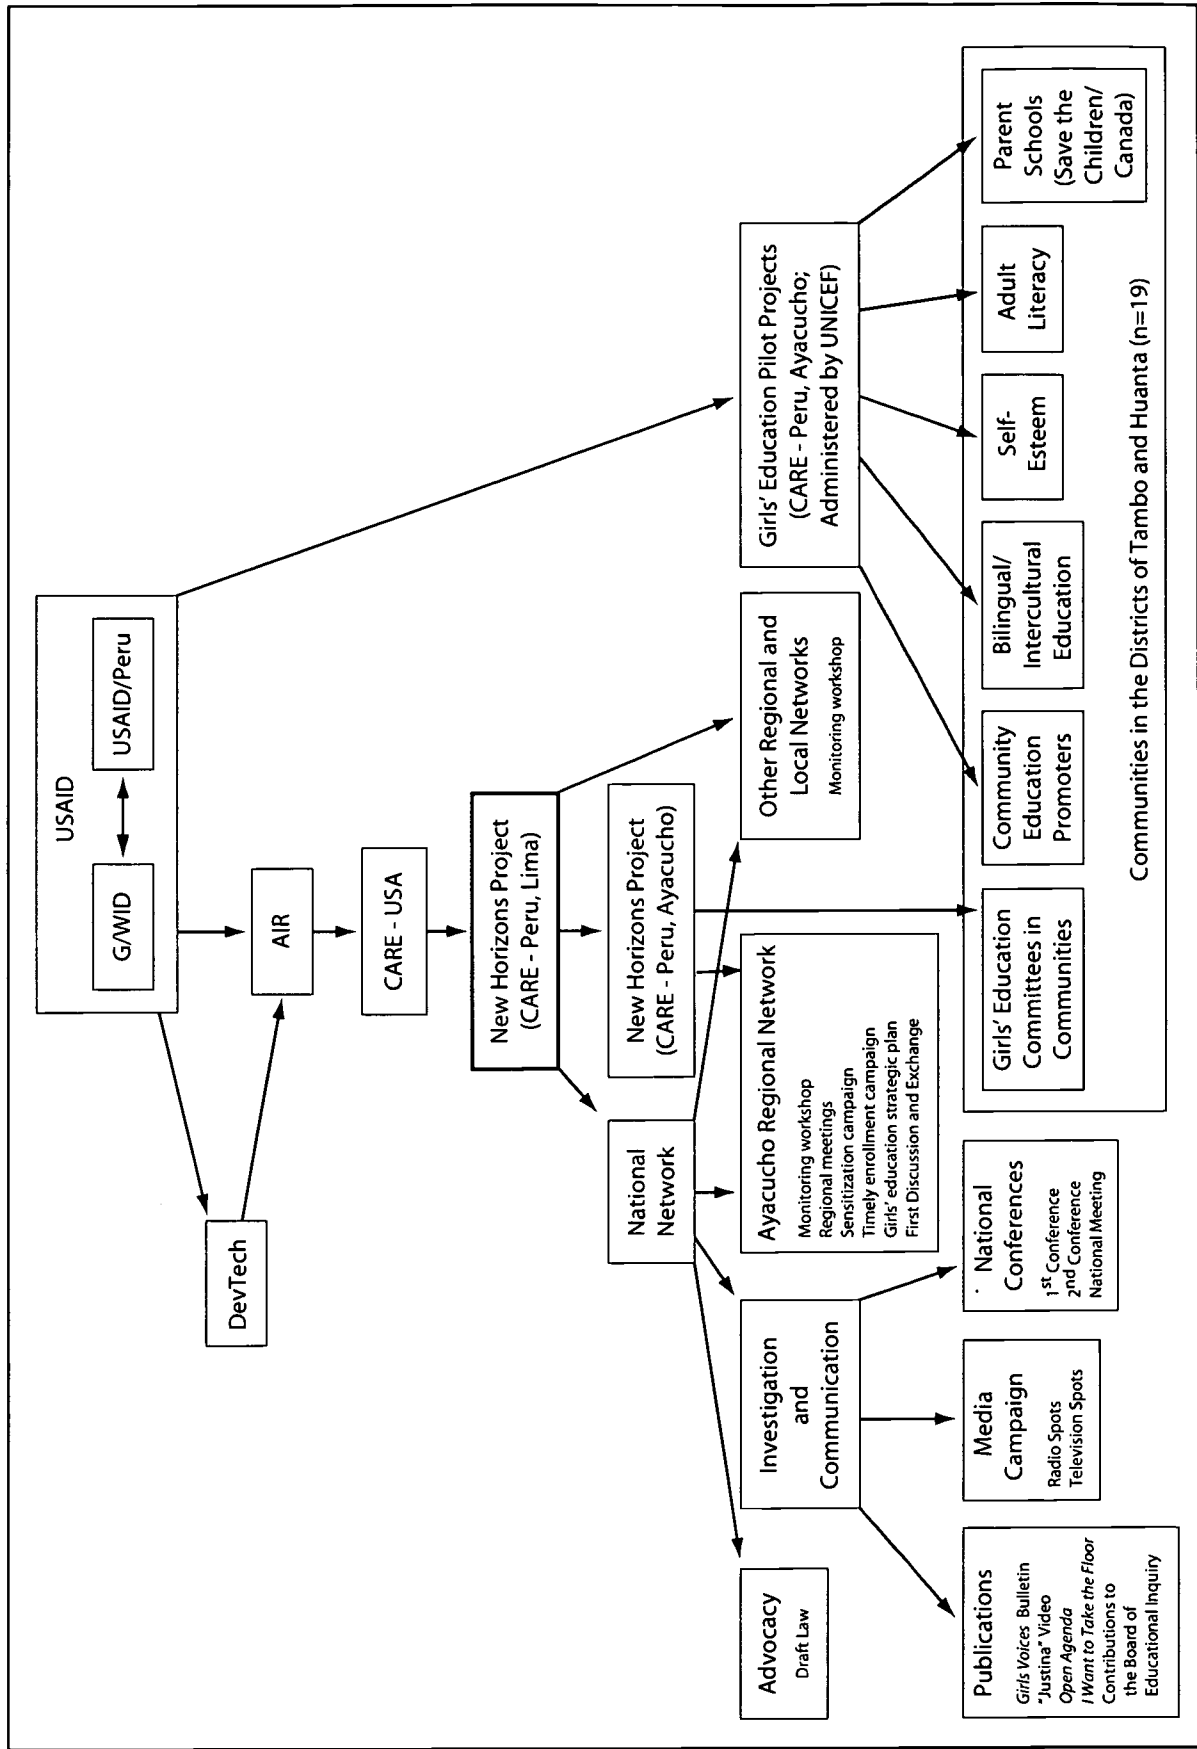 USAID
G/WID
USAID/Peru
DevTech
AIR
CARE - USA
New Horizons Project
(CARE - Peru, Lima)
National
Network
New Horizons Project
(CARE - Peru, Ayacucho)
Advocacy
Draft Law
Investigation
and
Communication
Ayacucho Regional Network
Monitoring workshop
Regional meetings
Sensitization campaign
Timely enrollment campaign
Girls' education strategic plan
First Discussion and Exchange
Other Regional and
Local Networks
Monitoring workshop
Girls' Education Pilot Projects
(CARE - Peru, Ayacucho;
Administered by UNICEF)
Publications
Girls Voices Bulletin
"Justina" Video
Open Agenda
I Want to Take the Floor
Contributions to
the Board of
Educational Inquiry
Media
Campaign
Radio Spots
Television Spots
National
Conferences
1st Conference
2nd Conference
National Meeting
Girls' Education
Committees in
Communities
Community
Education
Promoters
Bilingual/
Intercultural
Education
Self-
Esteem
Adult
Literacy
Parent
Schools
(Save the
Children/
Canada)
Communities in the Districts of Tambo and Huanta (n=19)